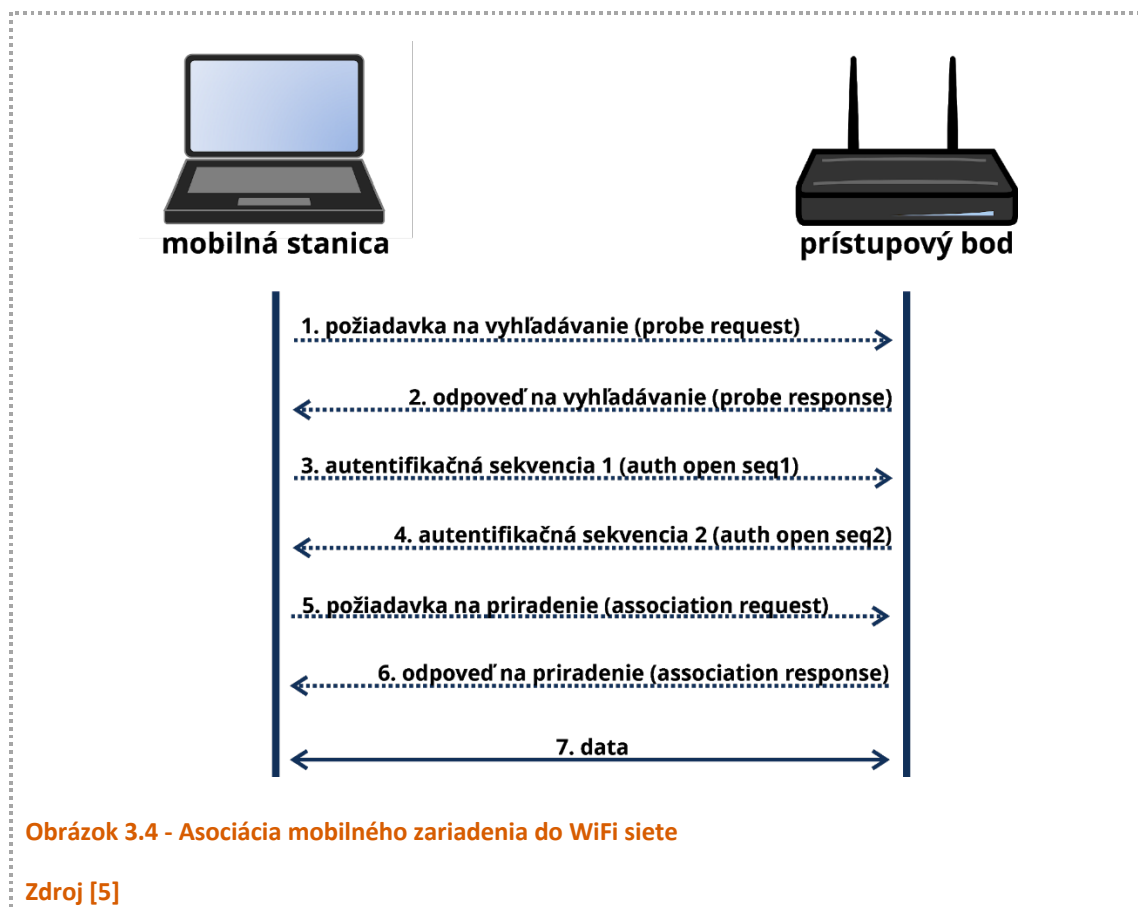 mobilná stanica
prístupový bod
1. požiadavka na vyhľadávanie (probe request)
2. odpoveď na vyhľadávanie (probe response)
3. autentifikačná sekvencia 1 (auth open seq1)
4. autentifikačná sekvencia 2 (auth open seq2)
5. požiadavka na priradenie (association request)
6. odpoveď na priradenie (association response)
7. data
Obrázok 3.4 - Asociácia mobilného zariadenia do WiFi siete
Zdroj [5]